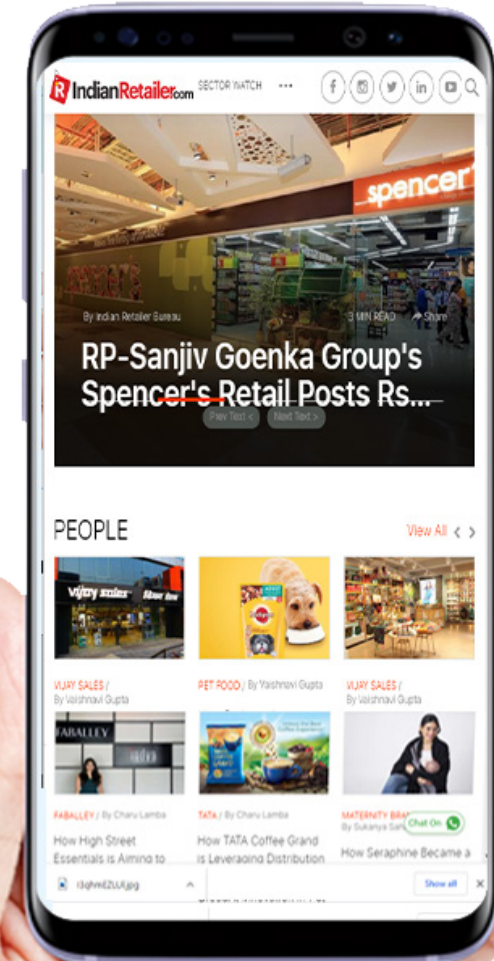 IndianRetailer.com SECTOR WATCH ...
spencer'
By Indian Retailer Bureau 3 MIN READ Share
RP-Sanjiv Goenka Group's
Spencer's Retail Posts Rs...
Prev Text < Next Text >
PEOPLE View All < >
vijay sales
VIJAY SALES / PET FOOD / By Vaishnavi Gupta VIJAY SALES /
By Vaishnavi Gupta By Vaishnavi Gupta
FABALLEY
FABALLEY / By Charu Lamba TATA / By Charu Lamba MATERNITY
By Sukanya Chat On
How High Street How TATA Coffee Grand How Seraphine Became a
Essentials is Aiming to is Leveraging Distribution
Show all